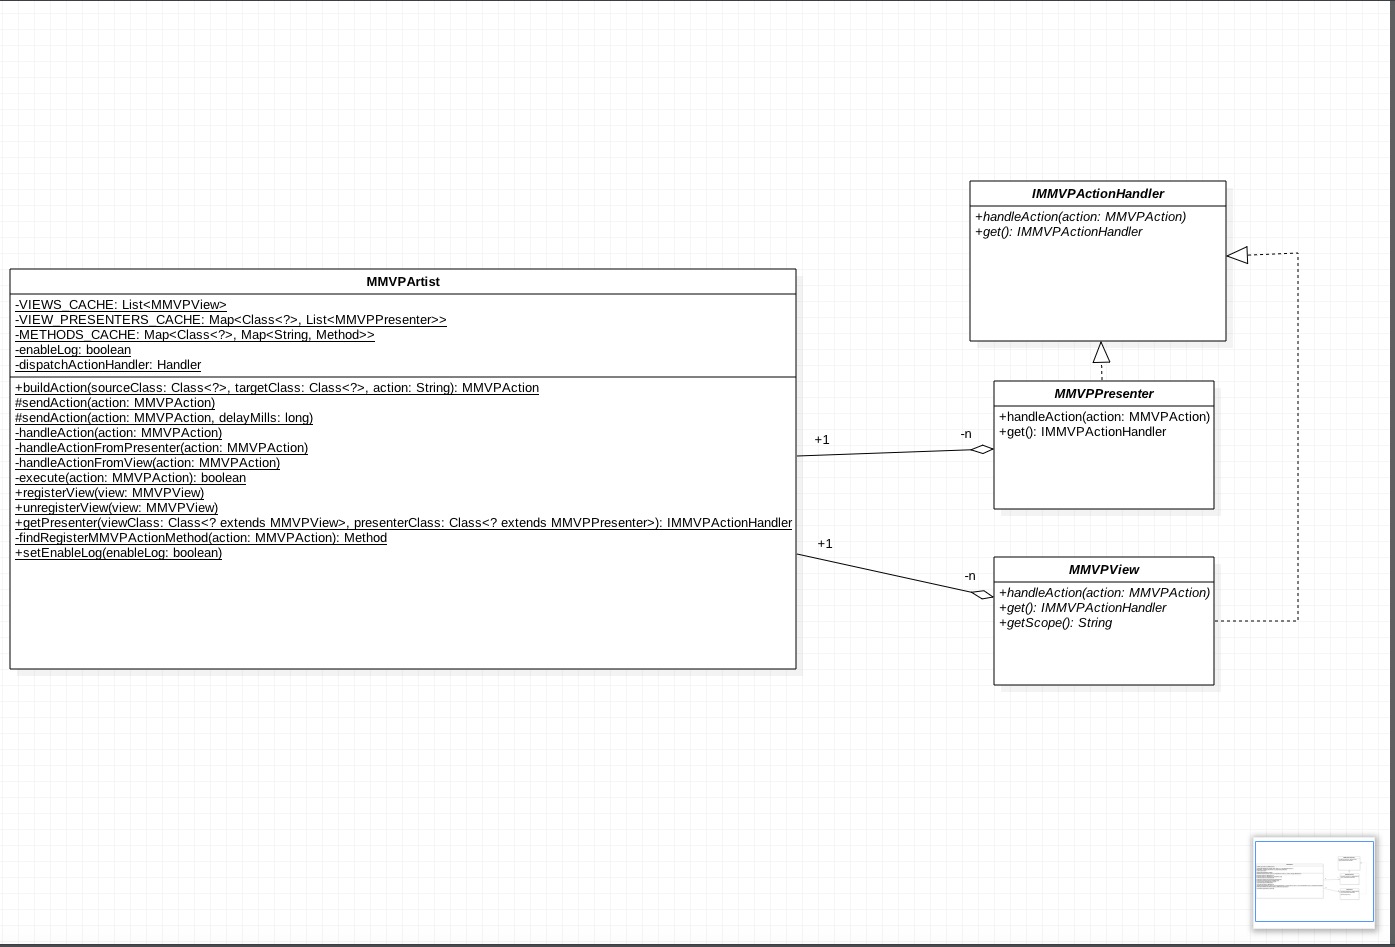 IMMVPActionHandler
+handleAction(action: MMVPAction)
+get(): IMMVPActionHandler
MMVPArtist
-VIEWS_CACHE: List<MMVPView>
-VIEW_PRESENTERS_CACHE: Map<Class<?>, List<MMVPPresenter>>
-METHODS_CACHE: Map<Class<?>, Map<String, Method>>
-enableLog: boolean
-dispatchActionHandler: Handler
+buildAction(sourceClass: Class<?>, targetClass: Class<?>, action: String): MMVPAction
#sendAction(action: MMVPAction)
#sendAction(action: MMVPAction, delayMills: long)
-handleAction(action: MMVPAction)
-handleActionFromPresenter(action: MMVPAction)
-handleActionFromView(action: MMVPAction)
-execute(action: MMVPAction): boolean
+registerView(view: MMVPView)
+unregisterView(view: MMVPView)
+getPresenter(viewClass: Class<? extends MMVPView>, presenterClass: Class<? extends MMVPPresenter>): IMMVPActionHandler
-findRegisterMMVPActionMethod(action: MMVPAction): Method
+setEnableLog(enableLog: boolean)
+1
-n
MMVPPresenter
+handleAction(action: MMVPAction)
+get(): IMMVPActionHandler
+1
-n
MMVPView
+handleAction(action: MMVPAction)
+get(): IMMVPActionHandler
+getScope(): String